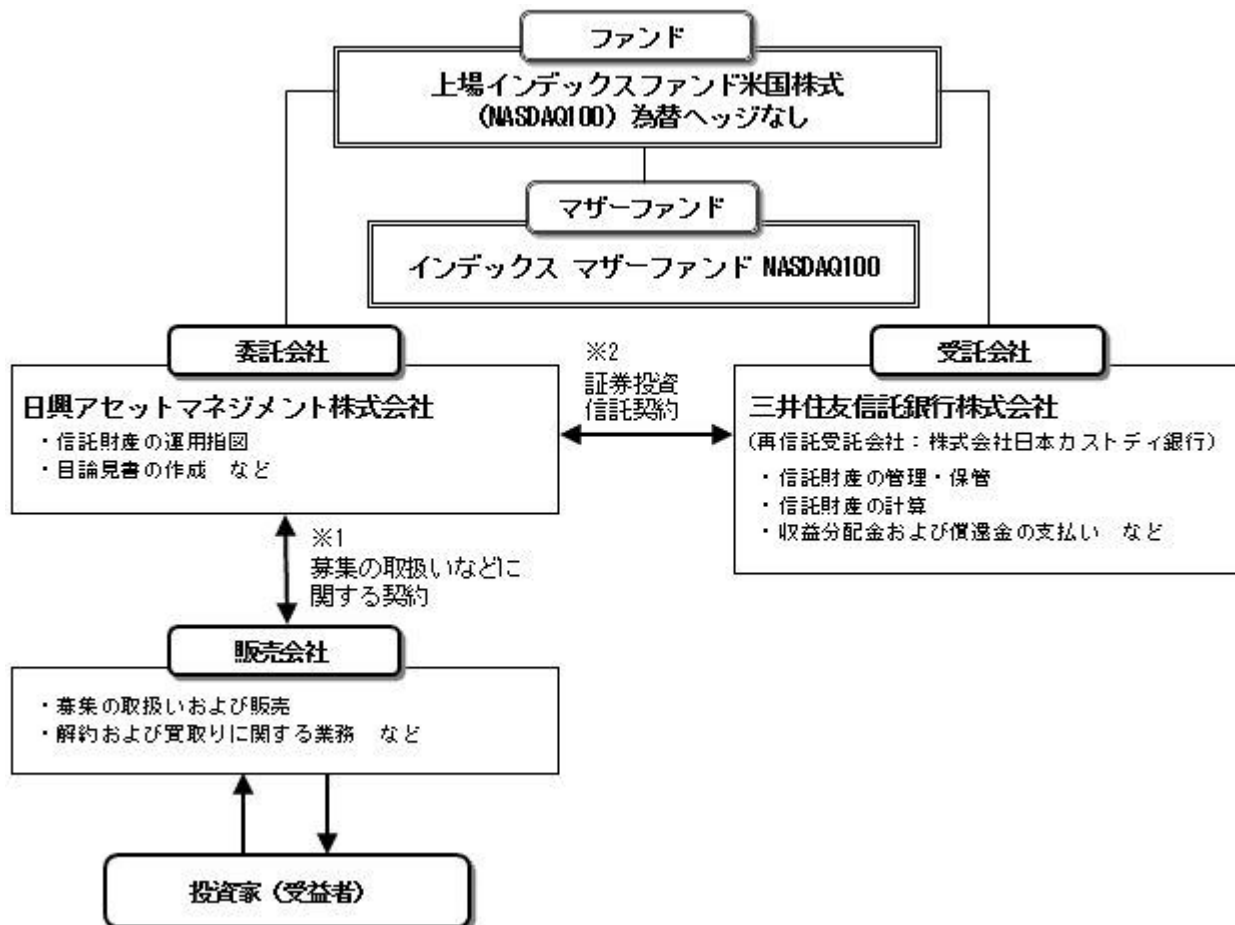 ファンド
上場インデックスファンド米国株式
(NASDAQ100) 為替ヘッジなし
マザーファンド
インデックス マザーファンド NASDAQ100
委託会社
日興アセットマネジメント株式会社
・信託財産の運用指図
・目論見書の作成 など
※2
証券投資
信託契約
受託会社
三井住友信託銀行株式会社
(再信託受託会社：株式会社日本カストディ銀行)
・信託財産の管理・保管
・信託財産の計算
・収益分配金および償還金の支払い など
※1
募集の取扱いなどに
関する契約
販売会社
・募集の取扱いおよび販売
・解約および買取りに関する業務 など
投資家（受益者）